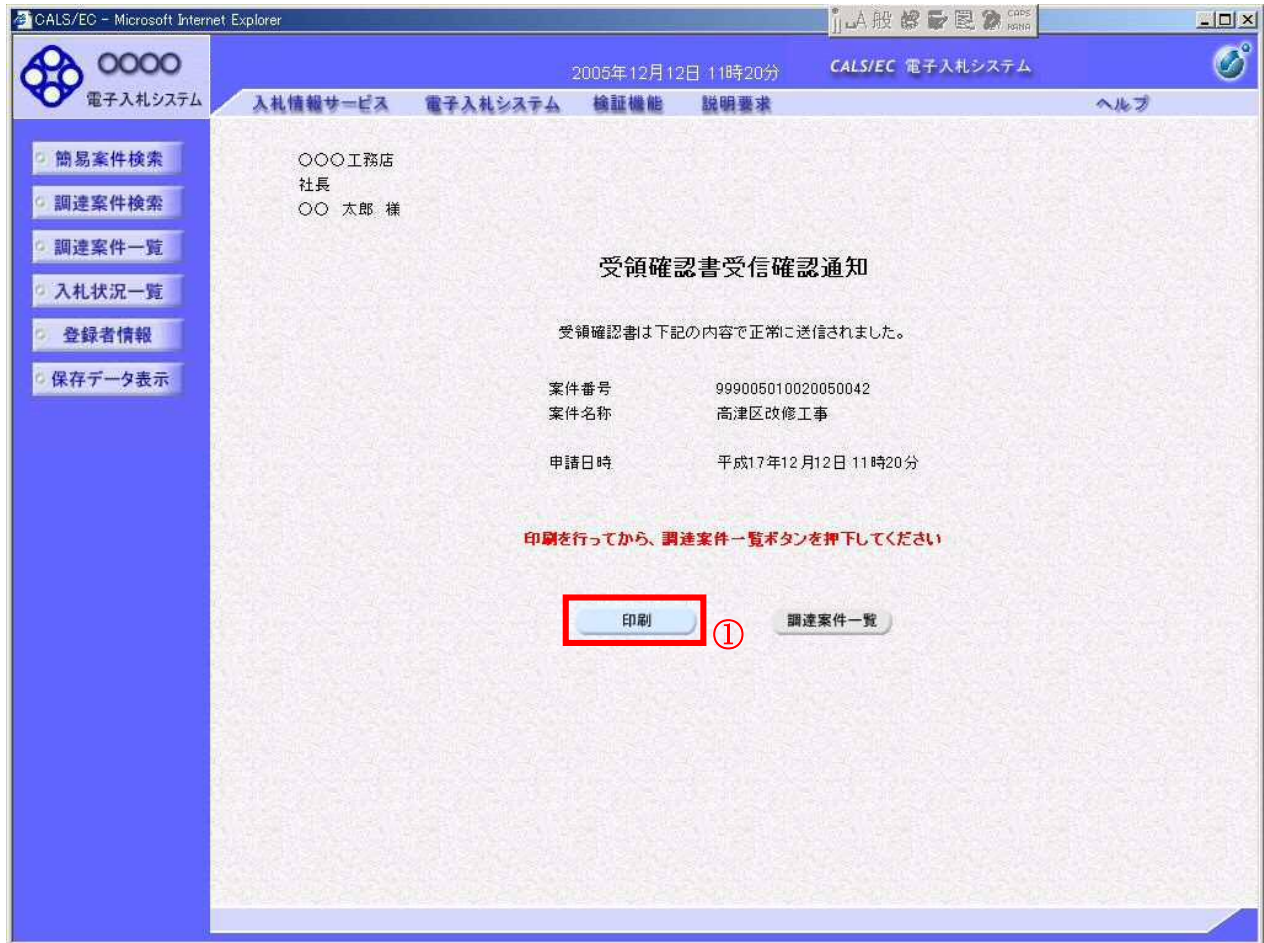 CALS/EC - Microsoft Internet Explorer
A 般
CAPS
KANA
〇〇〇〇
電子入札システム
2005年12月12日 11時20分
CALS/EC 電子入札システム
入札情報サービス 電子入札システム 検証機能 説明要求 ヘルプ
簡易案件検索
調達案件検索
調達案件一覧
入札状況一覧
登録者情報
保存データ表示
〇〇〇工務店
社長
〇〇 太郎 様
受領確認書受信確認通知
受領確認書は下記の内容で正常に送信されました。
案件番号 999005010020050042
案件名称 高津区改修工事
申請日時 平成17年12月12日 11時20分
印刷を行ってから、調達案件一覧ボタンを押下してください
印刷
①
調達案件一覧